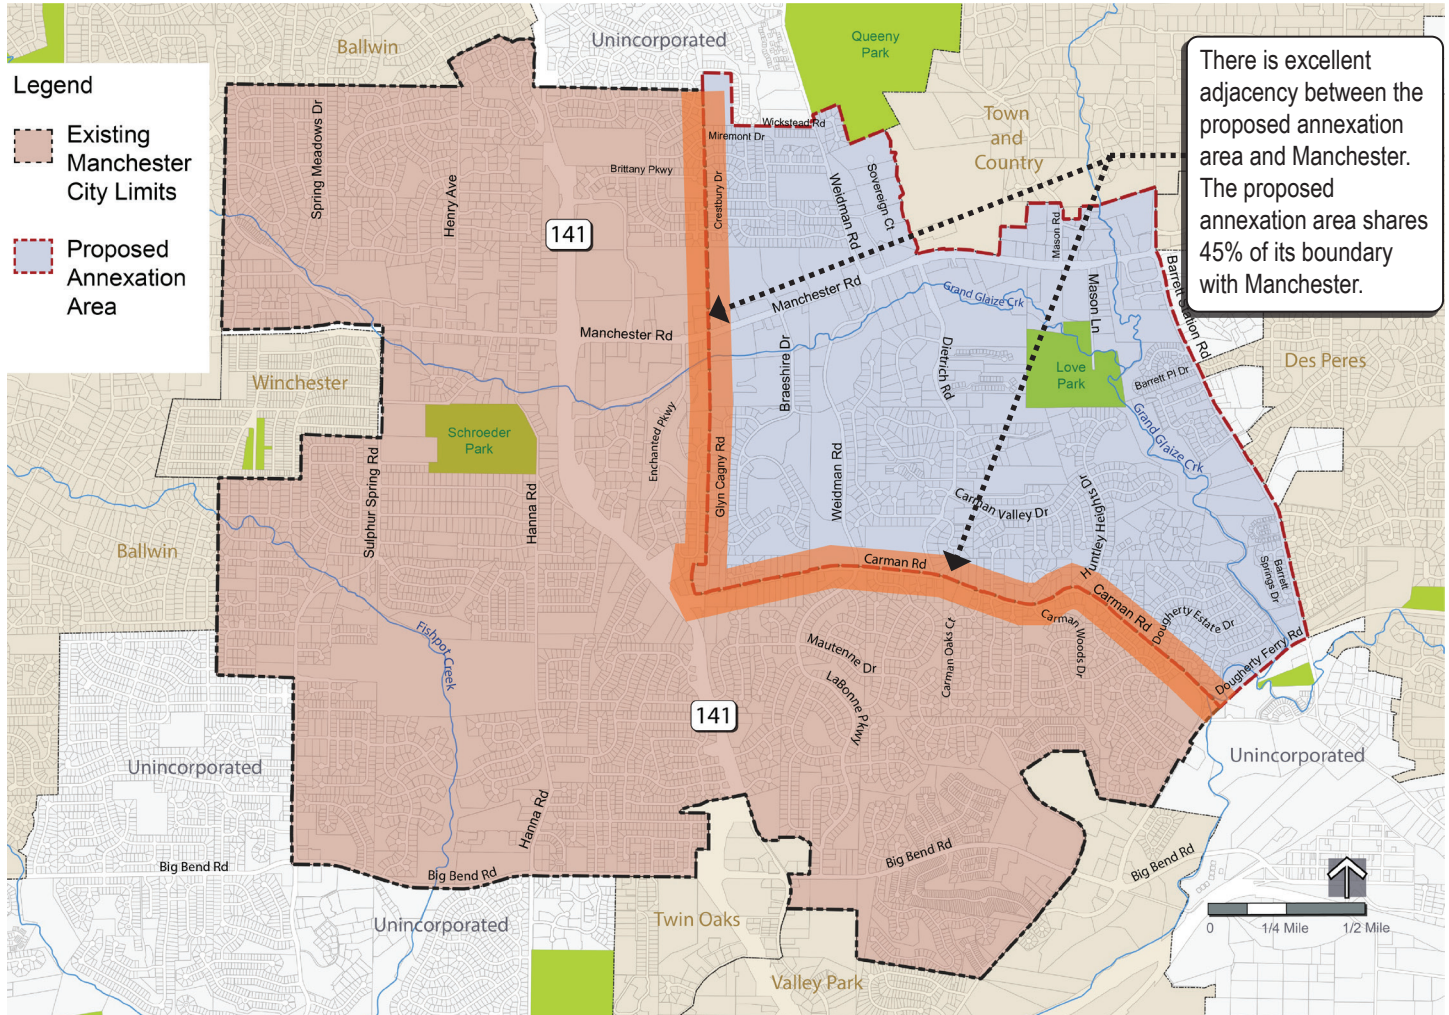 Legend
Existing
Manchester
City Limits
Proposed
Annexation
Area
There is excellent
adjacency between the
proposed annexation
area and Manchester.
The proposed
annexation area shares
45% of its boundary
with Manchester.
Ballwin
Unincorporated
Queeny
Park
Town
and
Country
Wickstead Rd
Miremont Dr
Spring Meadows Dr
Henry Ave
Brittany Pkwy
Crestbury Dr
Weidman Rd
Sovereign Ct
Mason Rd
141
Barrett Station Rd
Manchester Rd
Manchester Rd
Grand Glaize Crk
Mason Ln
Braeshire Dr
Dietrich Rd
Love
Park
Barrett Pl Dr
Des Peres
Winchester
Schroeder
Park
Enchanted Pkwy
Glyn Cagny Rd
Weidman Rd
Grand Glaize Crk
Sulphur Spring Rd
Hanna Rd
Carman Valley Dr
Huntley Heights Dr
Ballwin
Carman Rd
Barrett
Springs Dr
Carman Rd
Dougherty Estate Dr
Carman Woods Dr
Carman Oaks Ct
Mautenne Dr
LaBonne Pkwy
Fishpot Creek
Dougherty Ferry Rd
141
Unincorporated
Unincorporated
Hanna Rd
Big Bend Rd
Big Bend Rd
Big Bend Rd
Big Bend Rd
Unincorporated
Twin Oaks
Valley Park
0 1/4 Mile 1/2 Mile